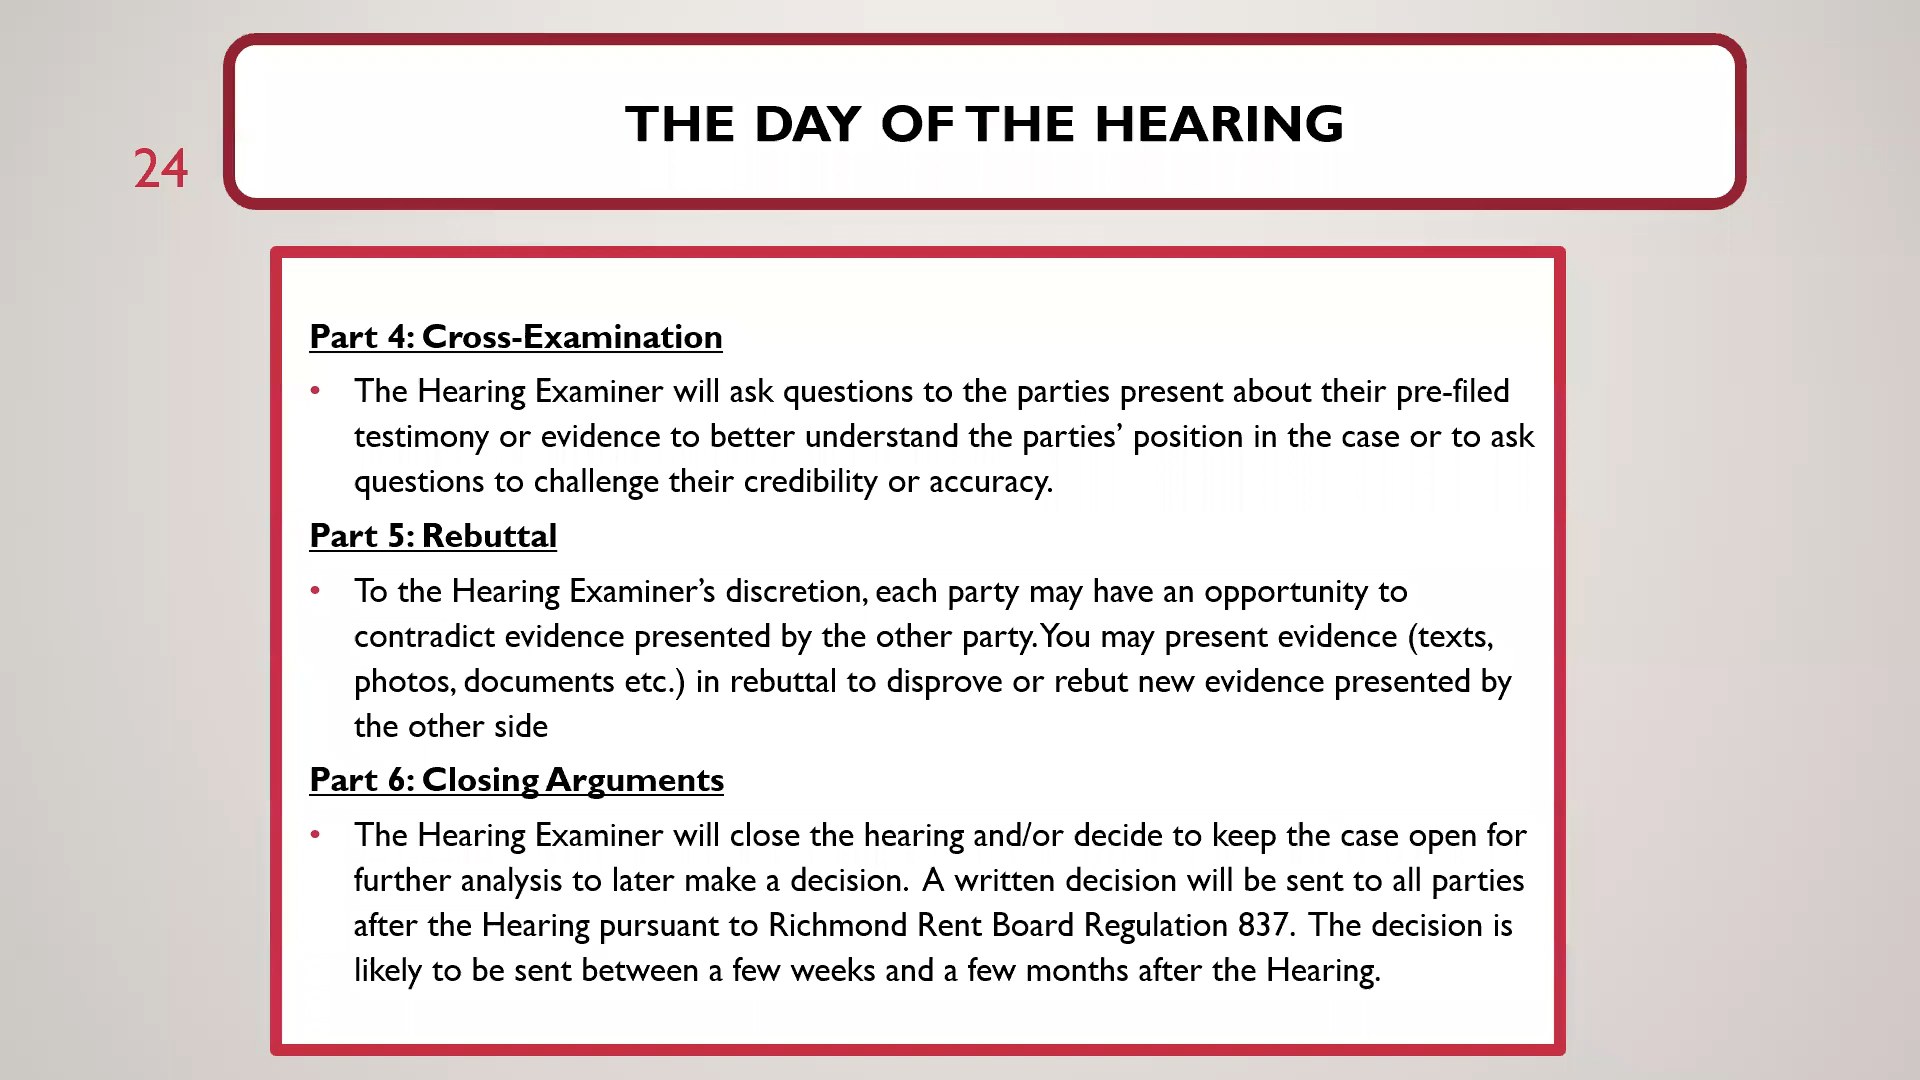 THE DAY OF THE HEARING
24
Part 4: Cross-Examination
• The Hearing Examiner will ask questions to the parties present about their pre-filed
testimony or evidence to better understand the parties’ position in the case or to ask
questions to challenge their credibility or accuracy.
Part 5: Rebuttal
• To the Hearing Examiner’s discretion, each party may have an opportunity to
contradict evidence presented by the other party. You may present evidence (texts,
photos, documents etc.) in rebuttal to disprove or rebut new evidence presented by
the other side
Part 6: Closing Arguments
• The Hearing Examiner will close the hearing and/or decide to keep the case open for
further analysis to later make a decision. A written decision will be sent to all parties
after the Hearing pursuant to Richmond Rent Board Regulation 837. The decision is
likely to be sent between a few weeks and a few months after the Hearing.